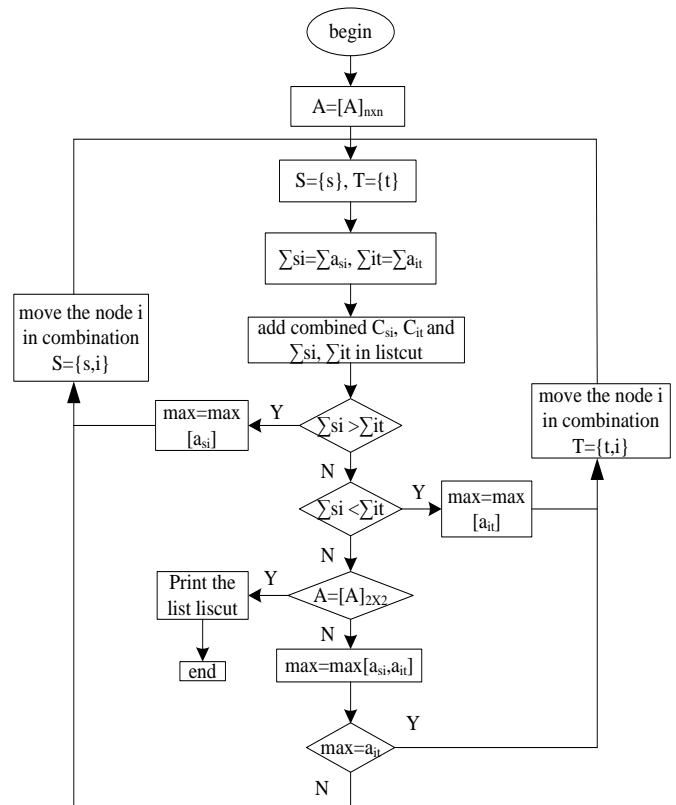 begin
A=[A]nxn
S={s}, T={t}
∑si=∑asi, ∑it=∑ait
add combined Csi, Cit and
∑si, ∑it in listcut
move the node i
in combination
S={s,i}
max=max
[asi]
Y
∑si >∑it
N
move the node i
in combination
T={t,i}
∑si <∑it
Y
max=max
[ait]
N
Print the
list liscut
Y
A=[A]2X2
N
end
max=max[asi,ait]
max=ait
Y
N